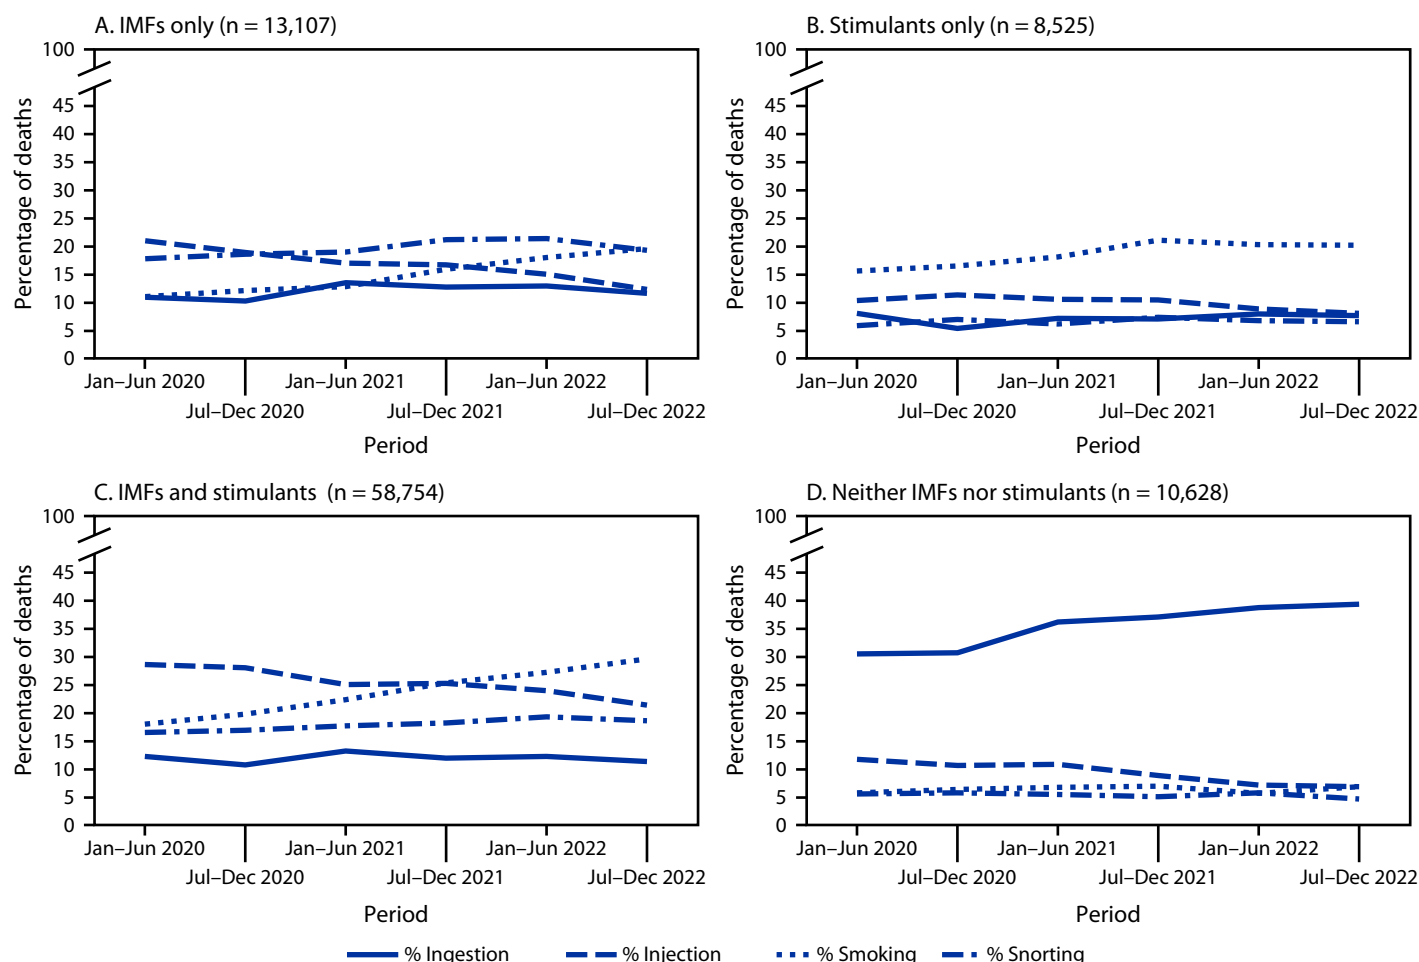 A. IMFs only (n = 13,107)
Percentage of deaths
100
45
40
35
30
25
20
15
10
5
0
Jan–Jun 2020
Jul–Dec 2020
Jan–Jun 2021
Jul–Dec 2021
Jan–Jun 2022
Jul–Dec 2022
Period
B. Stimulants only (n = 8,525)
Percentage of deaths
100
45
40
35
30
25
20
15
10
5
0
Jan–Jun 2020
Jul–Dec 2020
Jan–Jun 2021
Jul–Dec 2021
Jan–Jun 2022
Jul–Dec 2022
Period
C. IMFs and stimulants (n = 58,754)
Percentage of deaths
100
45
40
35
30
25
20
15
10
5
0
Jan–Jun 2020
Jul–Dec 2020
Jan–Jun 2021
Jul–Dec 2021
Jan–Jun 2022
Jul–Dec 2022
Period
D. Neither IMFs nor stimulants (n = 10,628)
Percentage of deaths
100
45
40
35
30
25
20
15
10
5
0
Jan–Jun 2020
Jul–Dec 2020
Jan–Jun 2021
Jul–Dec 2021
Jan–Jun 2022
Jul–Dec 2022
Period
% Ingestion
% Injection
% Smoking
% Snorting